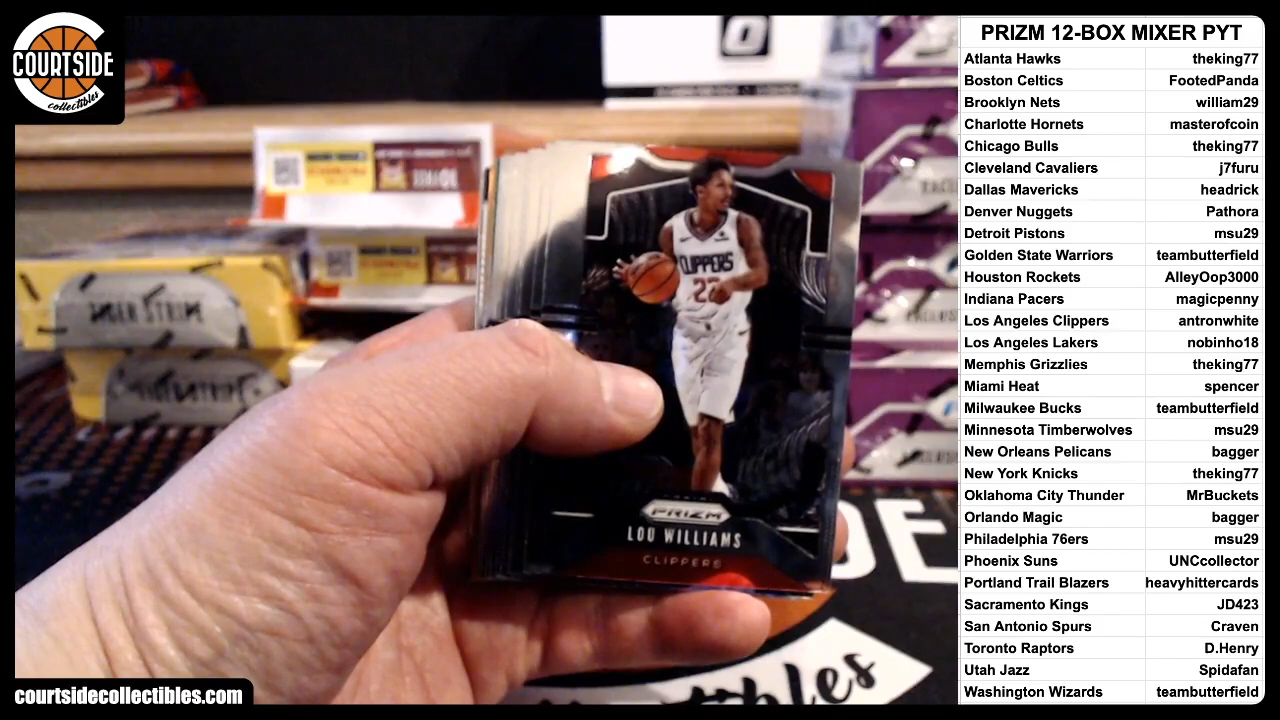 COURTSIDE
collectibles
CLIPPERS
23
PRIZM
LOU WILLIAMS
CLIPPERS
courtsidecollectibles.com
PRIZM 12-BOX MIXER PYT
Atlanta Hawks theking77
Boston Celtics FootedPanda
Brooklyn Nets william29
Charlotte Hornets masterofcoin
Chicago Bulls theking77
Cleveland Cavaliers j7furu
Dallas Mavericks headrick
Denver Nuggets Pathora
Detroit Pistons msu29
Golden State Warriors teambutterfield
Houston Rockets AlleyOop3000
Indiana Pacers magicpenny
Los Angeles Clippers antronwhite
Los Angeles Lakers nobinho18
Memphis Grizzlies theking77
Miami Heat spencer
Milwaukee Bucks teambutterfield
Minnesota Timberwolves msu29
New Orleans Pelicans bagger
New York Knicks theking77
Oklahoma City Thunder MrBuckets
Orlando Magic bagger
Philadelphia 76ers msu29
Phoenix Suns UNCcollector
Portland Trail Blazers heavyhittercards
Sacramento Kings JD423
San Antonio Spurs Craven
Toronto Raptors D.Henry
Utah Jazz Spidafan
Washington Wizards teambutterfield